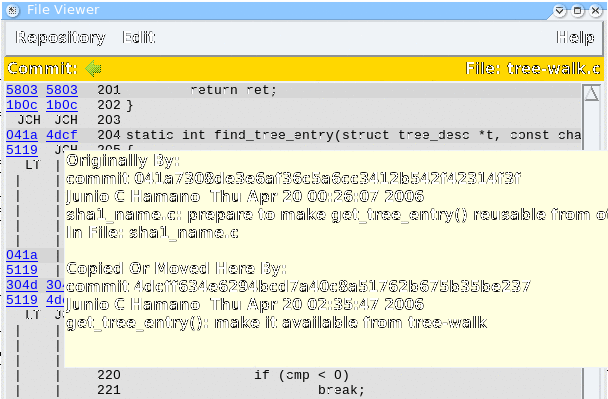 File Viewer
Repository Edit Help
Commit: File: tree-walk.c
5803 5803 201 return ret;
1b0c 1b0c 202 }
JCH JCH 203
041a 4dcf 204 static int find_tree_entry(struct tree_desc *t, const cha
5119 JCH 205 {
LT
Originally By:
commit 041a7308de3e6af36c5a6cc3412b542f42314f3f
Junio C Hamano Thu Apr 20 00:26:07 2006
sha1_name.c: prepare to make get_tree_entry() reusable from ot
In File: sha1_name.c
041a
5119
Copied Or Moved Here By:
304d 30
commit 4dcff634e6294bcd7a40c8a51762b675b35be237
5119 4d
Junio C Hamano Thu Apr 20 02:35:47 2006
LT
get_tree_entry(): make it available from tree-walk
| | 220 if (cmp < 0)
| | 221 break;